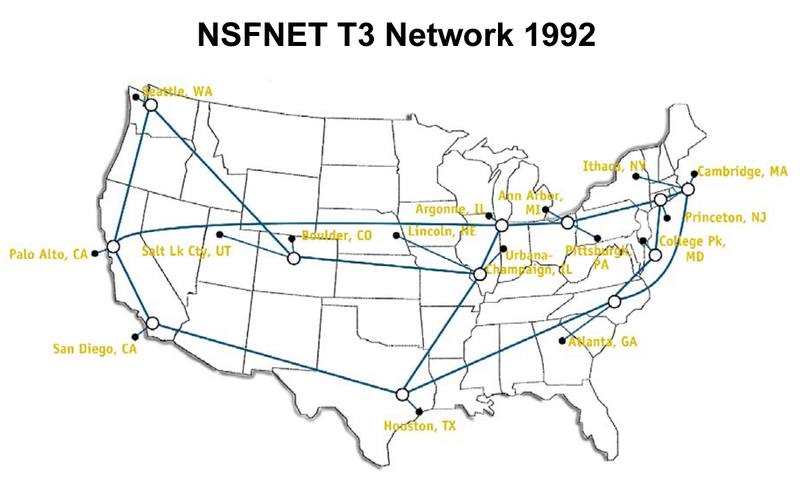 NSFNET T3 Network 1992
Seattle, WA
Ithaca, NY
Cambridge, MA
Argonne, IL
Ann Arbor,
MI
Princeton, NJ
Palo Alto, CA
Salt Lk Cty, UT
Boulder, CO
Lincoln, NE
Urbana-
Champaign, IL
Pittsburgh,
PA
College Pk,
MD
San Diego, CA
Atlanta, GA
Houston, TX